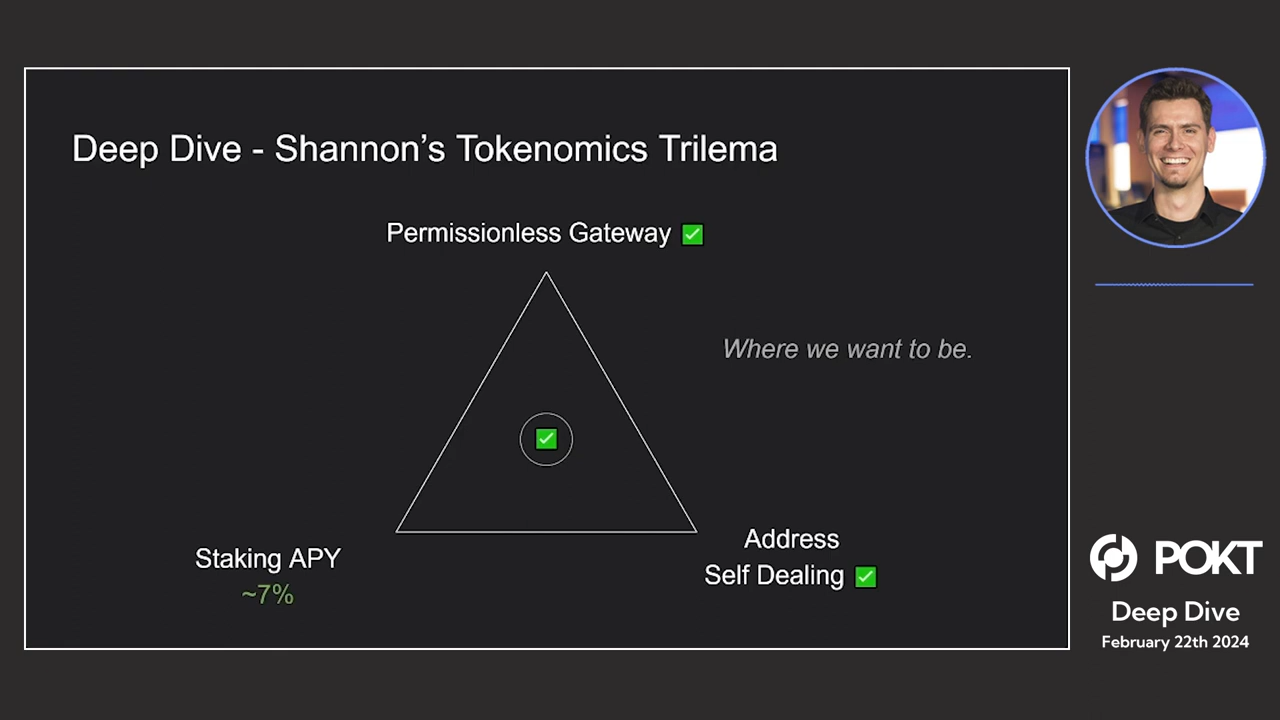 Deep Dive - Shannon's Tokenomics Trilema
Permissionless Gateway ✅
Where we want to be.
✅
Address
Self Dealing ✅
Staking APY
~7%
POKT
Deep Dive
February 22th 2024